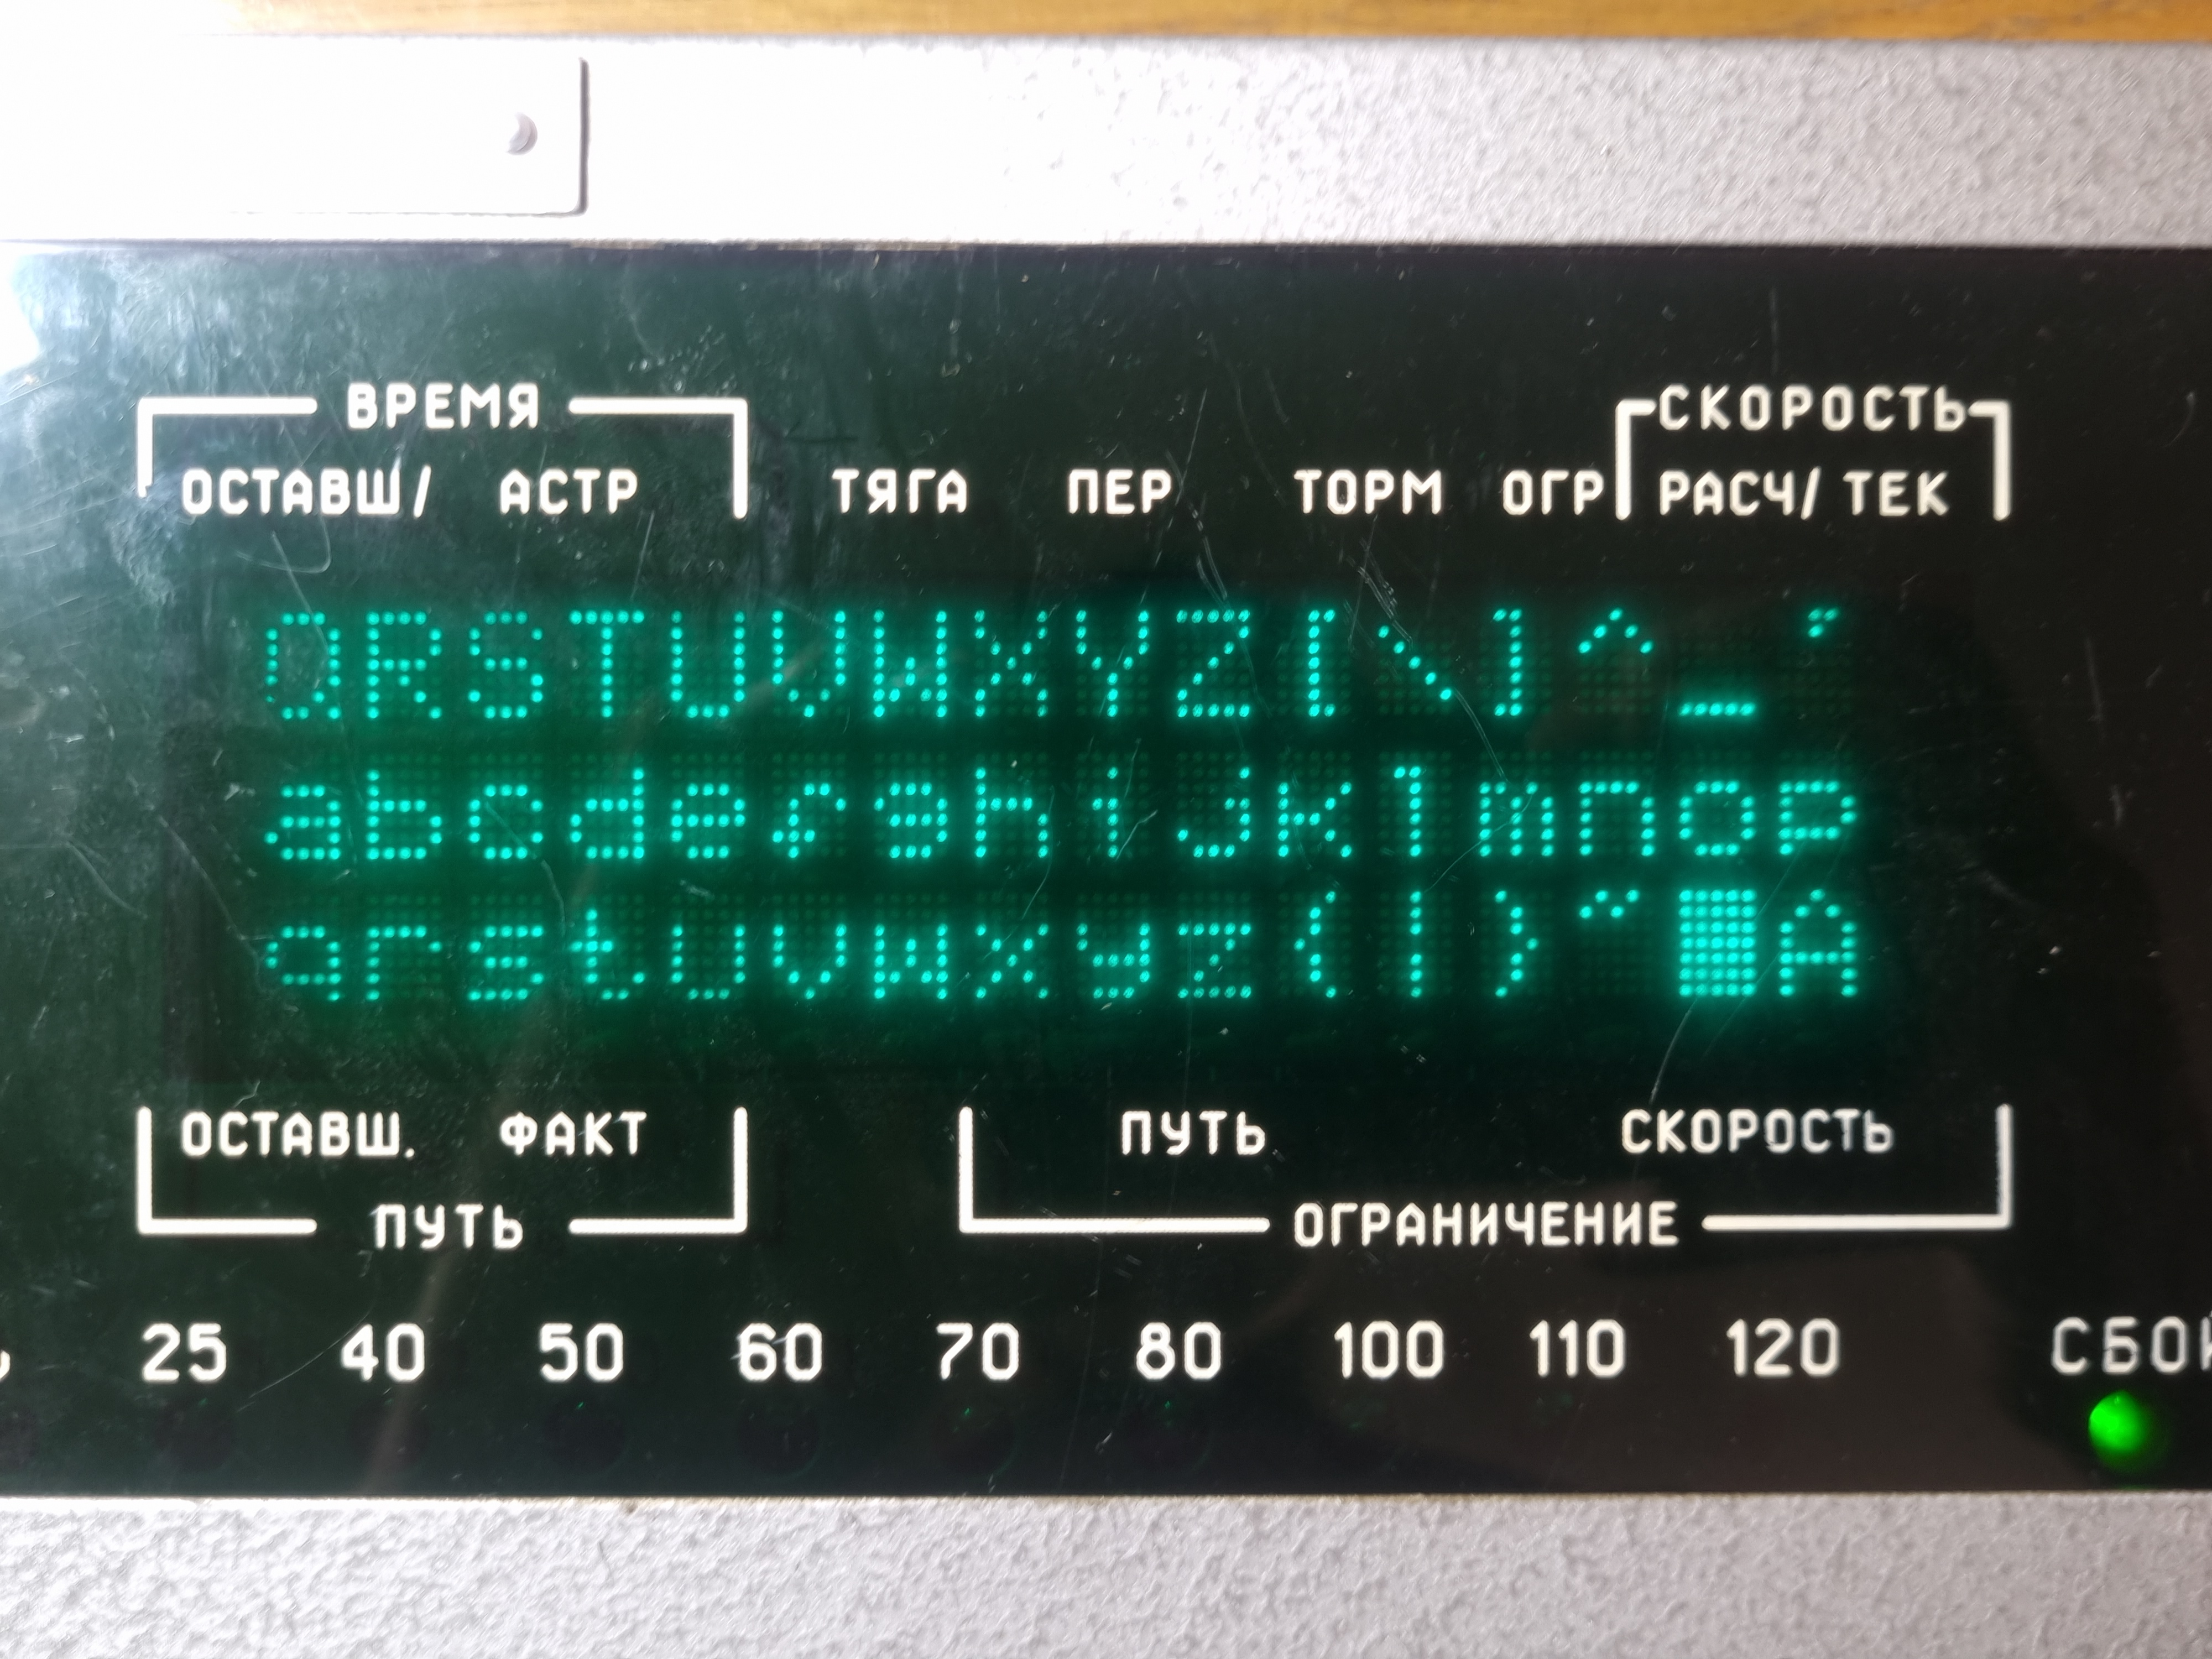 ВРЕМЯ СКОРОСТЬ
ОСТАВШ/ АСТР ТЯГА ПЕР ТОРМ ОГР РАСЧ/ ТЕК
QRSTUVWXYZ[\]^_´
abcdefghijklmnop
qrstuvwxyz{|}~█A
ОСТАВШ. ФАКТ ПУТЬ СКОРОСТЬ
ПУТЬ ОГРАНИЧЕНИЕ
25 40 50 60 70 80 100 110 120